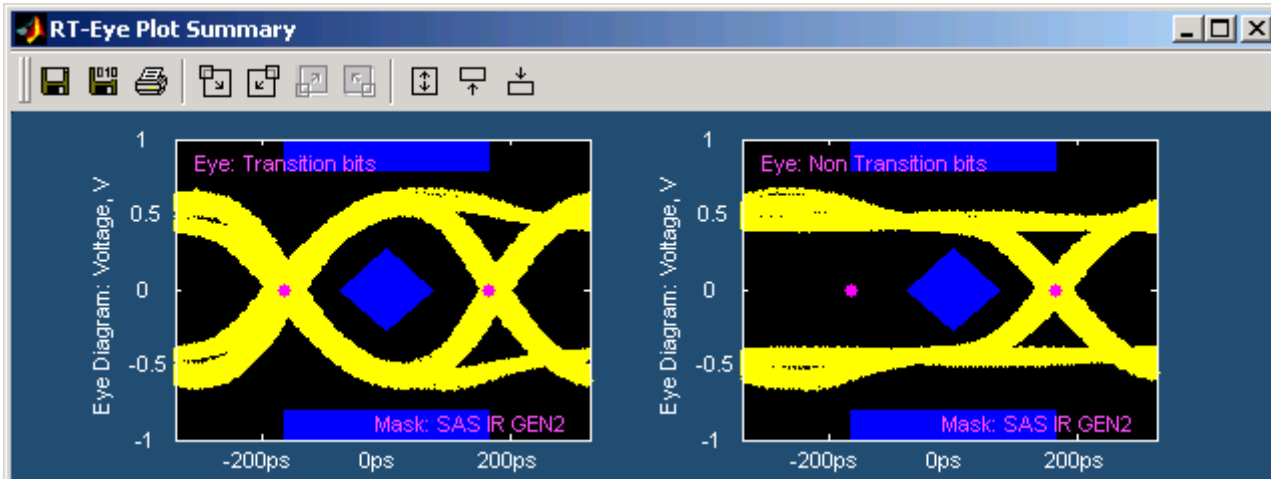 RT-Eye Plot Summary
010
Eye Diagram: Voltage, V
1
0.5
0
-0.5
-1
Eye: Transition bits
Mask: SAS IR GEN2
-200ps 0ps 200ps
Eye Diagram: Voltage, V
1
0.5
0
-0.5
-1
Eye: Non Transition bits
Mask: SAS IR GEN2
-200ps 0ps 200ps